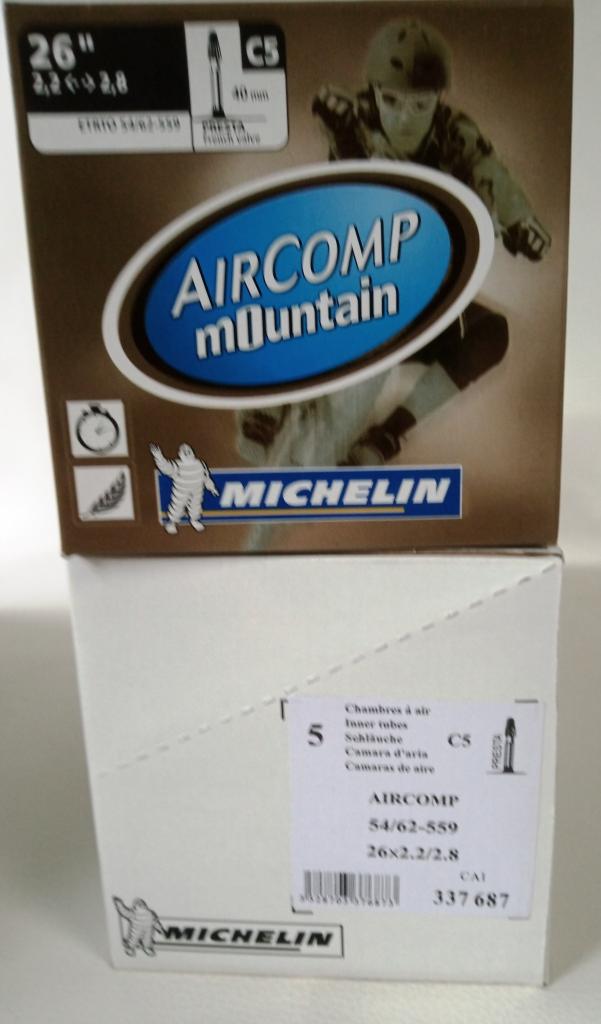 26"
C5
2,2 <-> 2,8
40 mm
ETRTO 54/62-559
PRESTA
French valve
AIRCOMP
mountain
MICHELIN
Chambres à air
5
Inner tubes
Schläuche
C5
PRESTA
Camara d'aria
Camaras de aire
AIRCOMP
54/62-559
26x2.2/2.8
CAI
337 687
MICHELIN